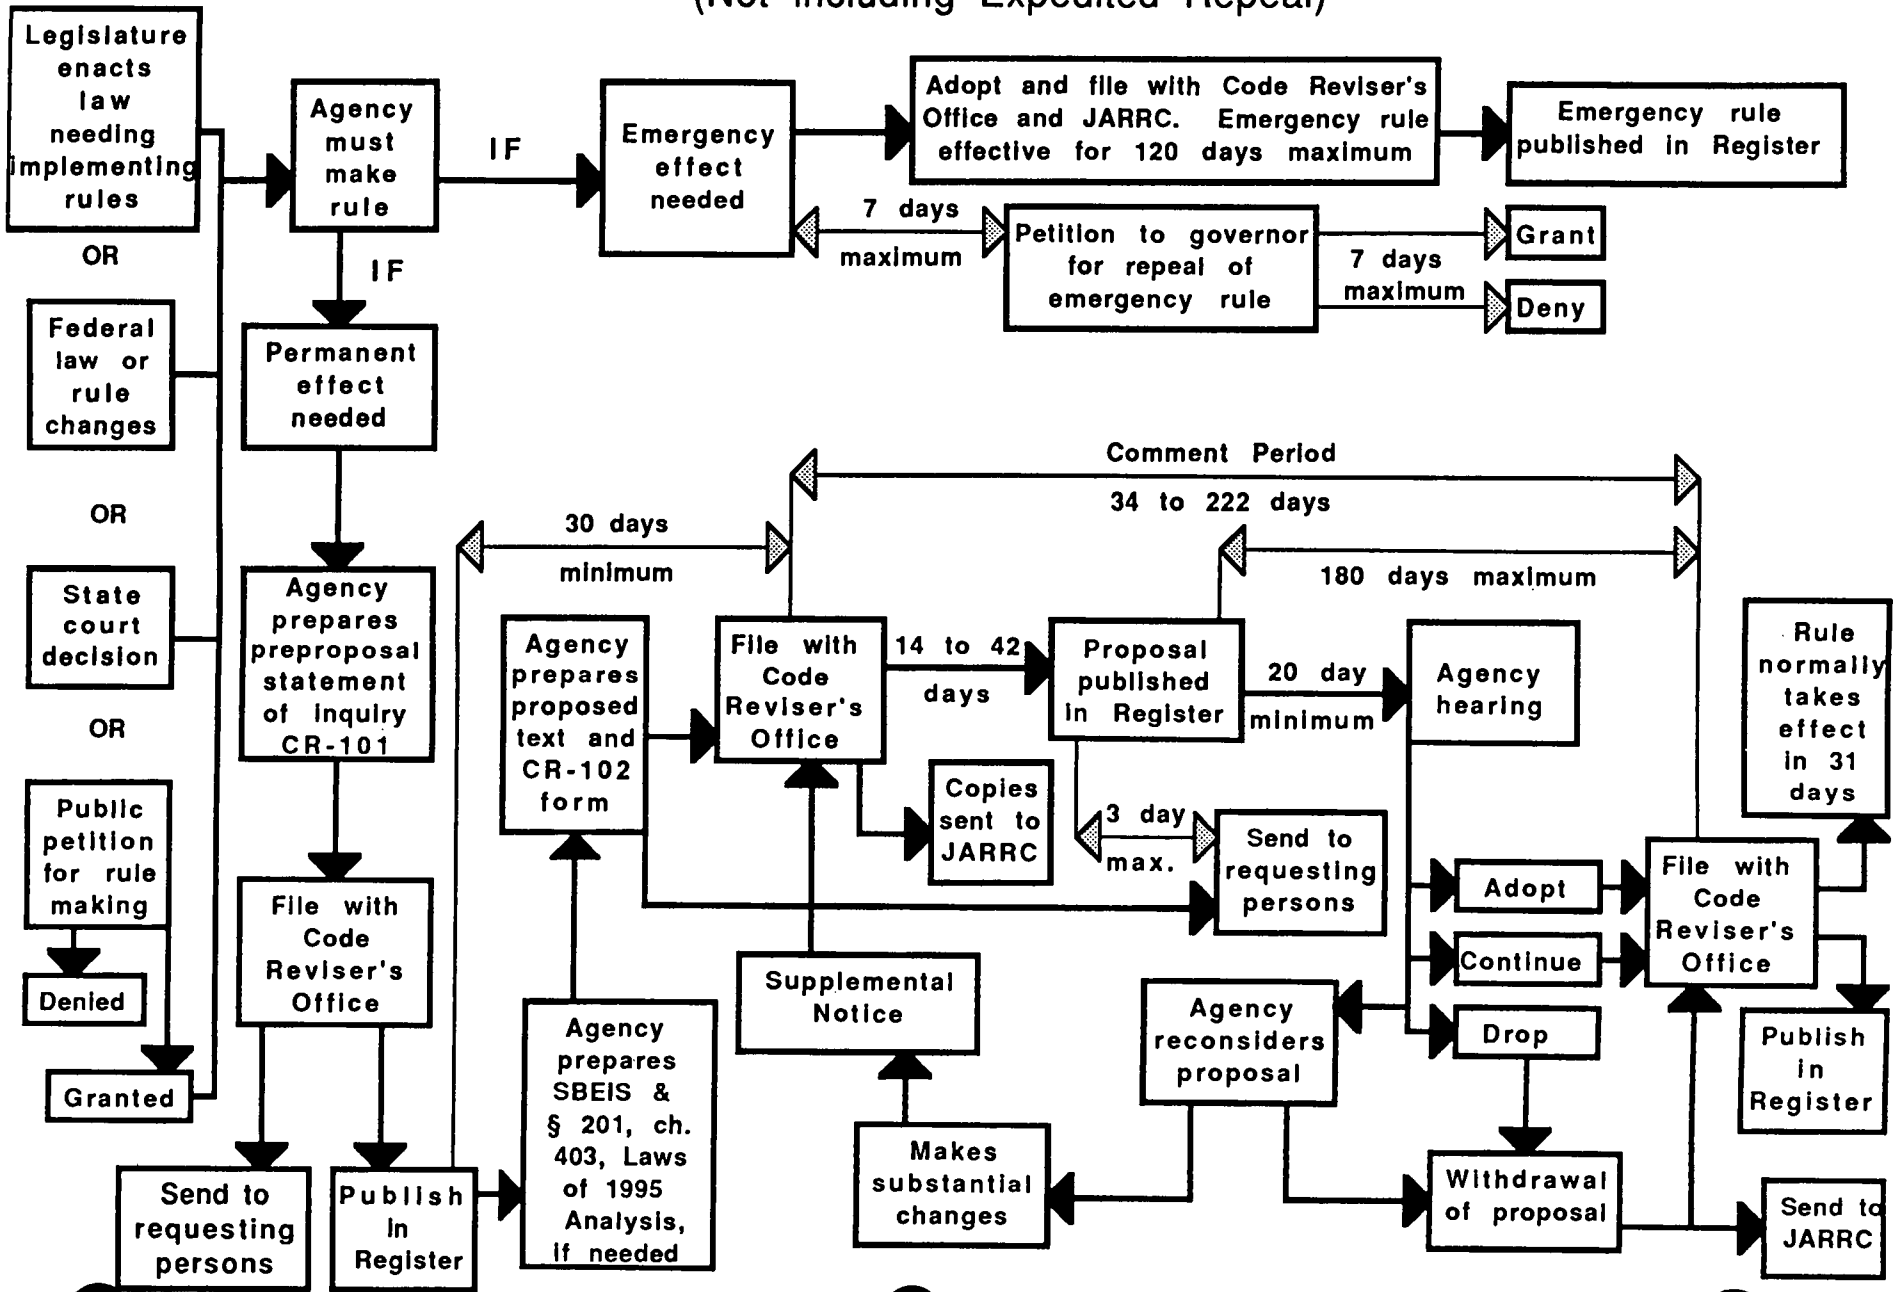 (Not Including Expedited Repeal)
Legislature
enacts
law
needing
implementing
rules
OR
Federal
law or
rule
changes
OR
State
court
decision
OR
Public
petition
for rule
making
Denied
Granted
Agency
must
make
rule
IF
Emergency
effect
needed
Adopt and file with Code Reviser's
Office and JARRC. Emergency rule
effective for 120 days maximum
Emergency rule
published in Register
7 days
maximum
Petition to governor
for repeal of
emergency rule
7 days
maximum
Grant
Deny
IF
Permanent
effect
needed
Agency
prepares
preproposal
statement
of inquiry
CR-101
File with
Code
Reviser's
Office
Send to
requesting
persons
Publish
in
Register
30 days
minimum
Agency
prepares
SBEIS &
§ 201, ch.
403, Laws
of 1995
Analysis,
if needed
Agency
prepares
proposed
text and
CR-102
form
File with
Code
Reviser's
Office
Comment Period
34 to 222 days
180 days maximum
14 to 42
days
Copies
sent to
JARRC
Proposal
published
in Register
3 day
max.
Send to
requesting
persons
20 day
minimum
Agency
hearing
Adopt
Continue
Drop
Agency
reconsiders
proposal
Makes
substantial
changes
Supplemental
Notice
Withdrawal
of proposal
Send to
JARRC
File with
Code
Reviser's
Office
Rule
normally
takes
effect
in 31
days
Publish
in
Register